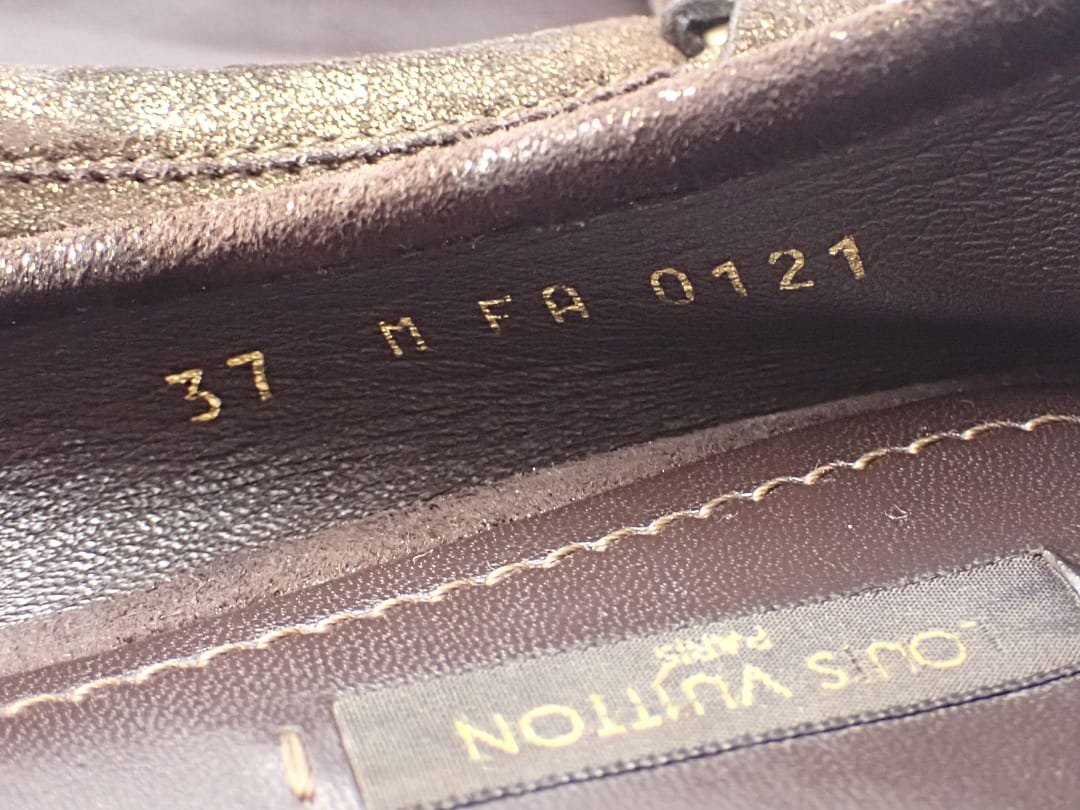 37 M FA 0121
LOUIS VUITTON
PARIS